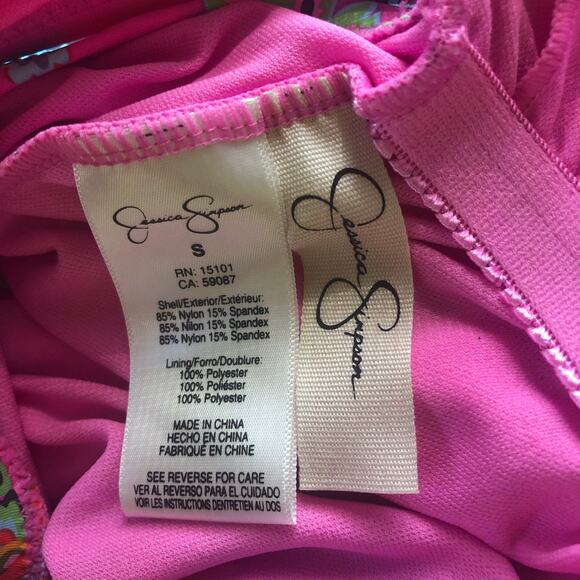 Jessica Simpson
S
RN: 15101
CA: 59087
Shell/Exterior/Extérieur:
85% Nylon 15% Spandex
85% Nilon 15% Spandex
85% Nylon 15% Spandex
Lining/Forro/Doublure:
100% Polyester
100% Poliéster
100% Polyester
MADE IN CHINA
HECHO EN CHINA
FABRIQUÉ EN CHINE
SEE REVERSE FOR CARE
VER AL REVERSO PARA EL CUIDADO
VOIR LES INSTRUCTIONS DENTRETIEN AU DOS
Jessica Simpson